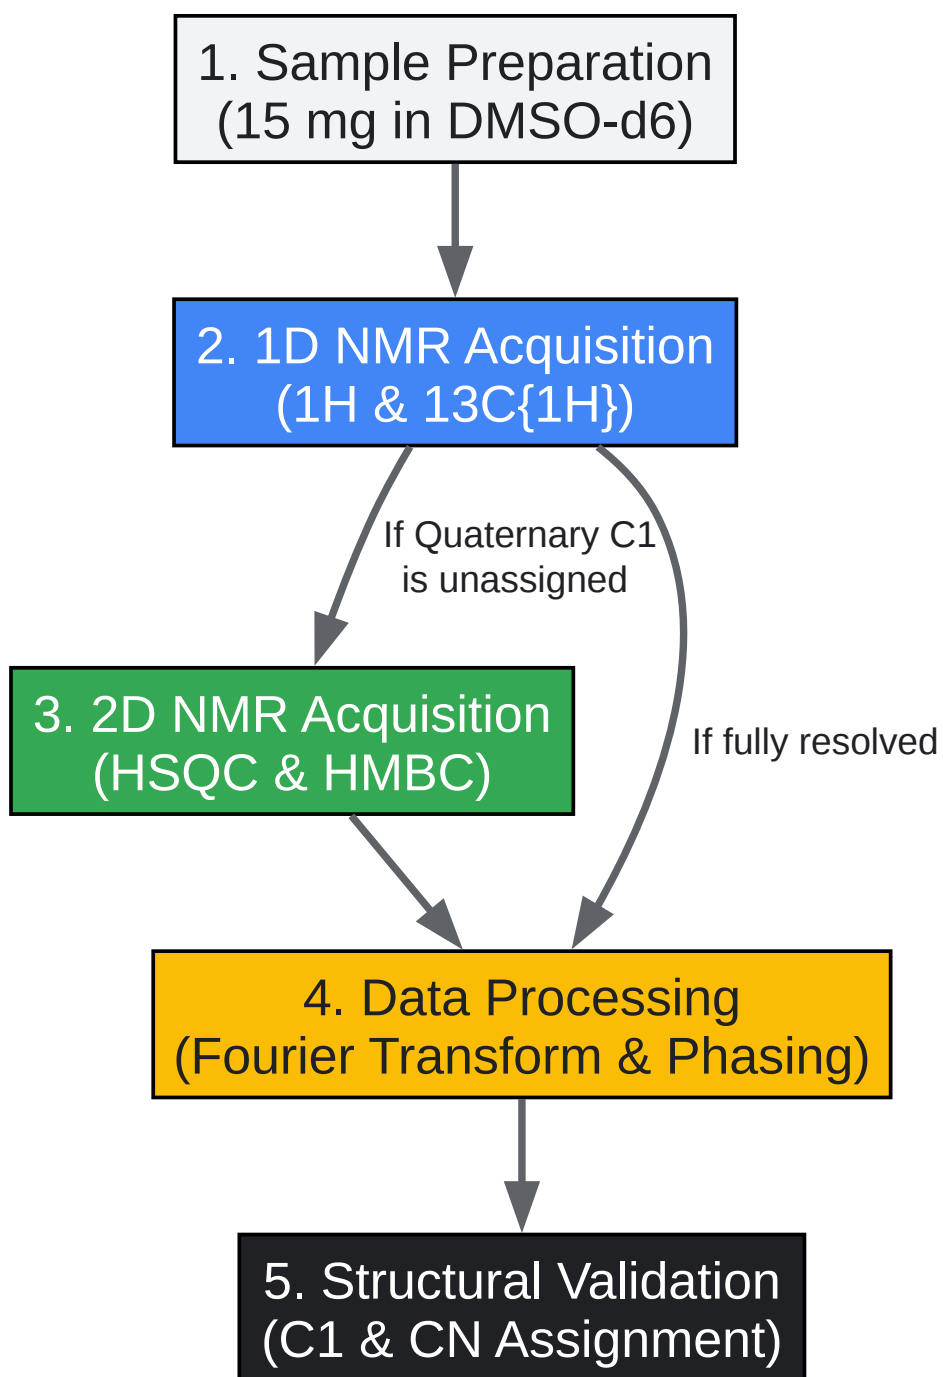 1. Sample Preparation
(15 mg in DMSO-d6)
2. 1D NMR Acquisition
(1H & 13C{1H})
If Quaternary C1
is unassigned
3. 2D NMR Acquisition
(HSQC & HMBC)
If fully resolved
4. Data Processing
(Fourier Transform & Phasing)
5. Structural Validation
(C1 & CN Assignment)